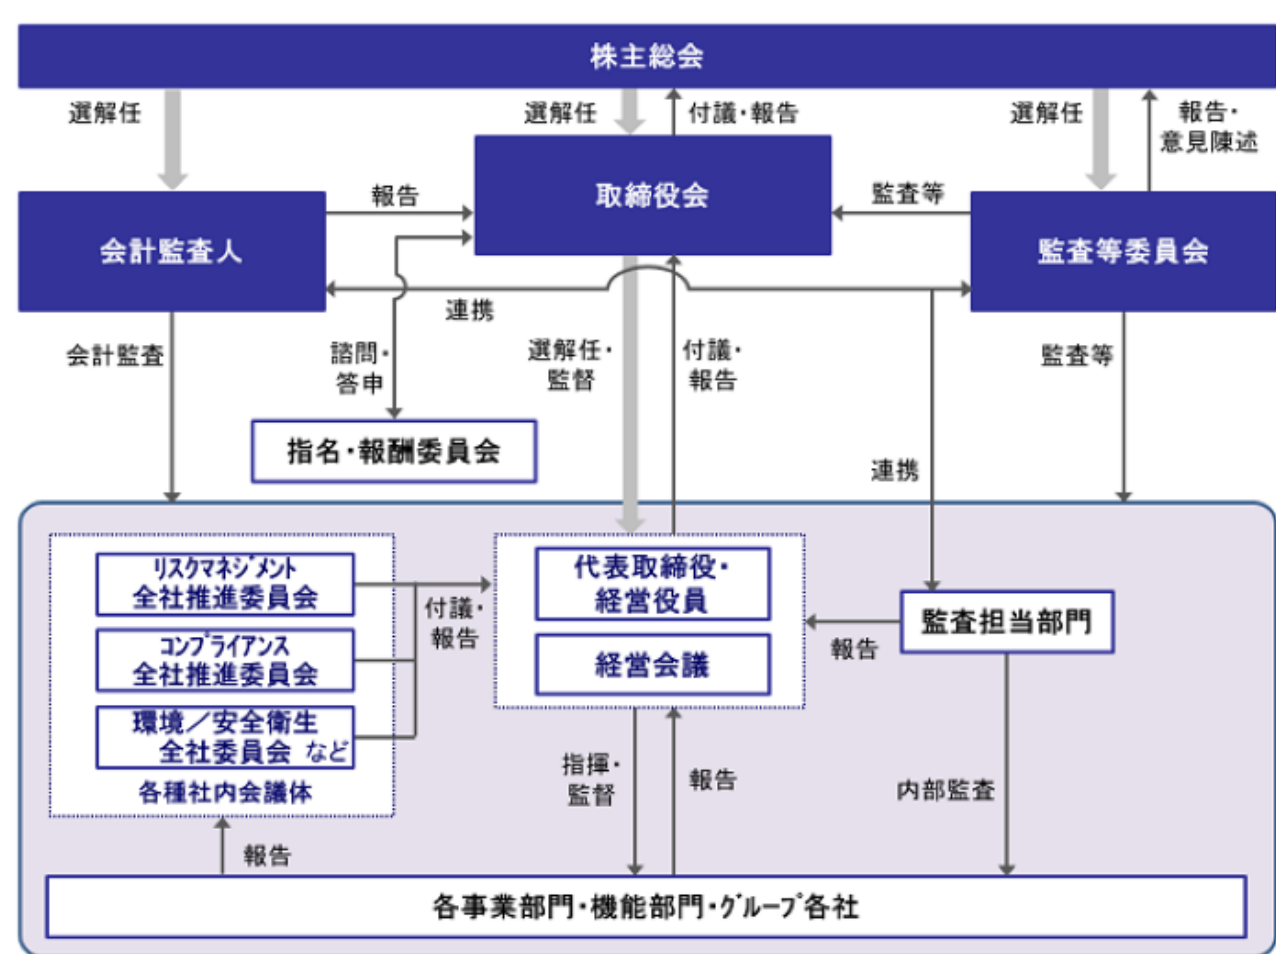 株主総会
選解任
選解任
付議・報告
選解任
報告・
意見陳述
取締役会
報告
監査等
会計監査人
監査等委員会
連携
会計監査
諮問・
答申
選解任・
監督
付議・
報告
監査等
指名・報酬委員会
連携
リスクマネジメント
全社推進委員会
コンプライアンス
全社推進委員会
環境／安全衛生
全社委員会 など
各種社内会議体
付議・
報告
代表取締役・
経営役員
経営会議
監査担当部門
報告
指揮・
監督
報告
内部監査
報告
各事業部門・機能部門・グループ各社